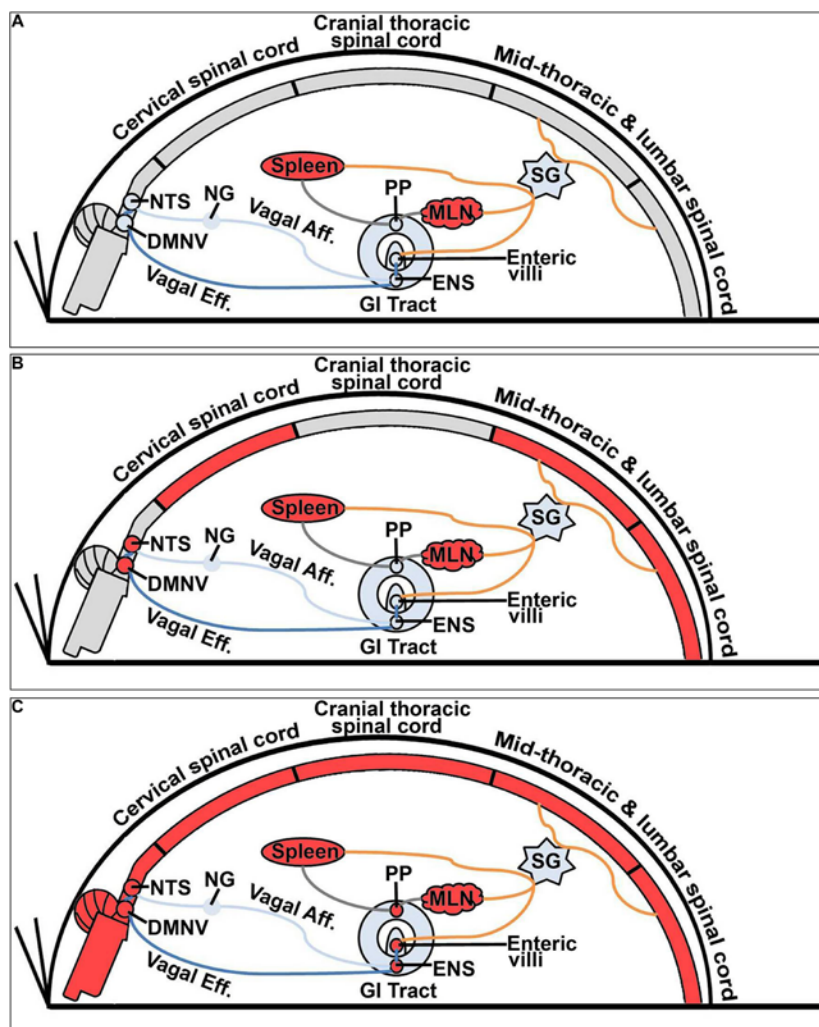 A
Cranial thoracic
spinal cord
Cervical spinal cord
Mid-thoracic & lumbar spinal cord
Spleen
PP
SG
NTS
NG
MLN
Vagal Aff.
DMNV
Enteric
villi
Vagal Eff.
ENS
GI Tract
B
Cranial thoracic
spinal cord
Cervical spinal cord
Mid-thoracic & lumbar spinal cord
Spleen
PP
SG
NTS
NG
MLN
Vagal Aff.
DMNV
Enteric
villi
Vagal Eff.
ENS
GI Tract
C
Cranial thoracic
spinal cord
Cervical spinal cord
Mid-thoracic & lumbar spinal cord
Spleen
PP
SG
NTS
NG
MLN
Vagal Aff.
DMNV
Enteric
villi
Vagal Eff.
ENS
GI Tract